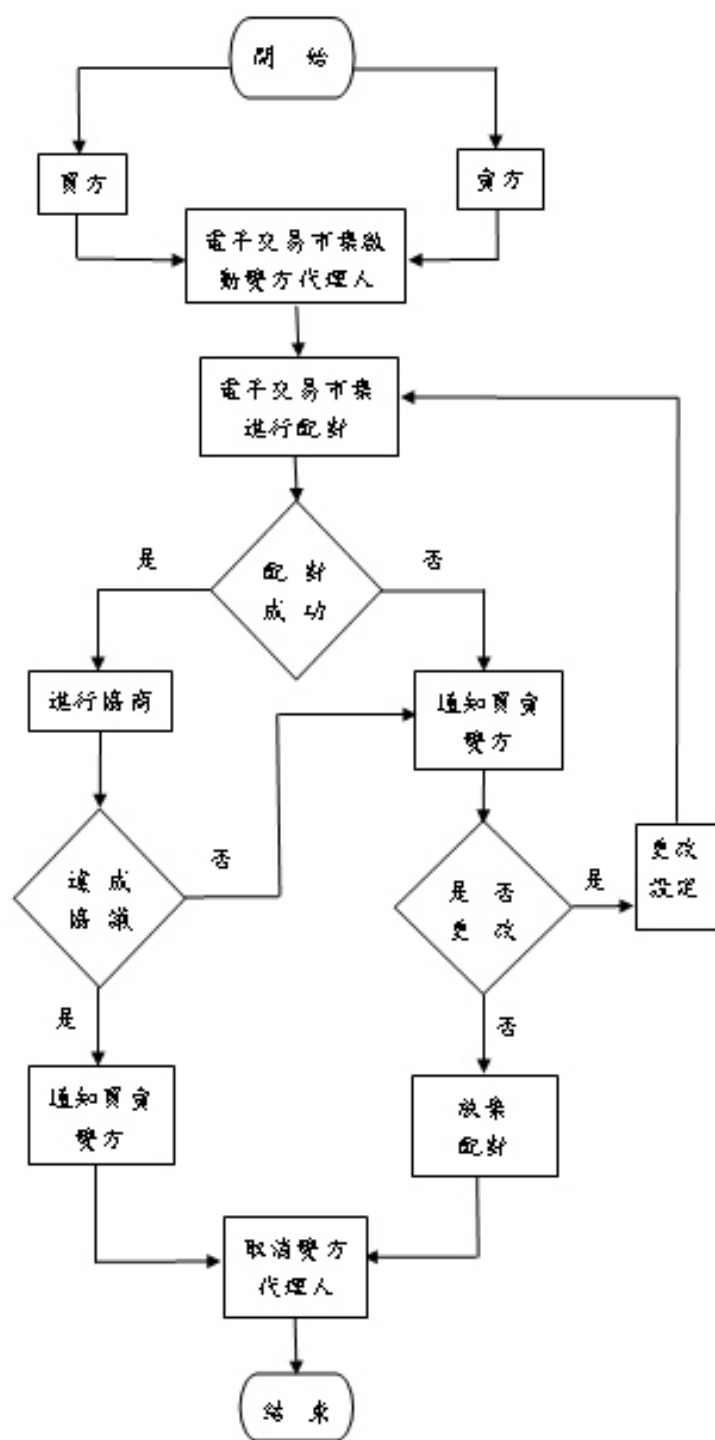 開 始
買方
賣方
電子交易市集啟
動雙方代理人
電子交易市集
進行配對
是
配 對
成 功
否
進行協商
通知買賣
雙方
達 成
協 議
否
是 否
更 改
是
更改
設定
是
否
通知買賣
雙方
放棄
配對
取消雙方
代理人
結 束